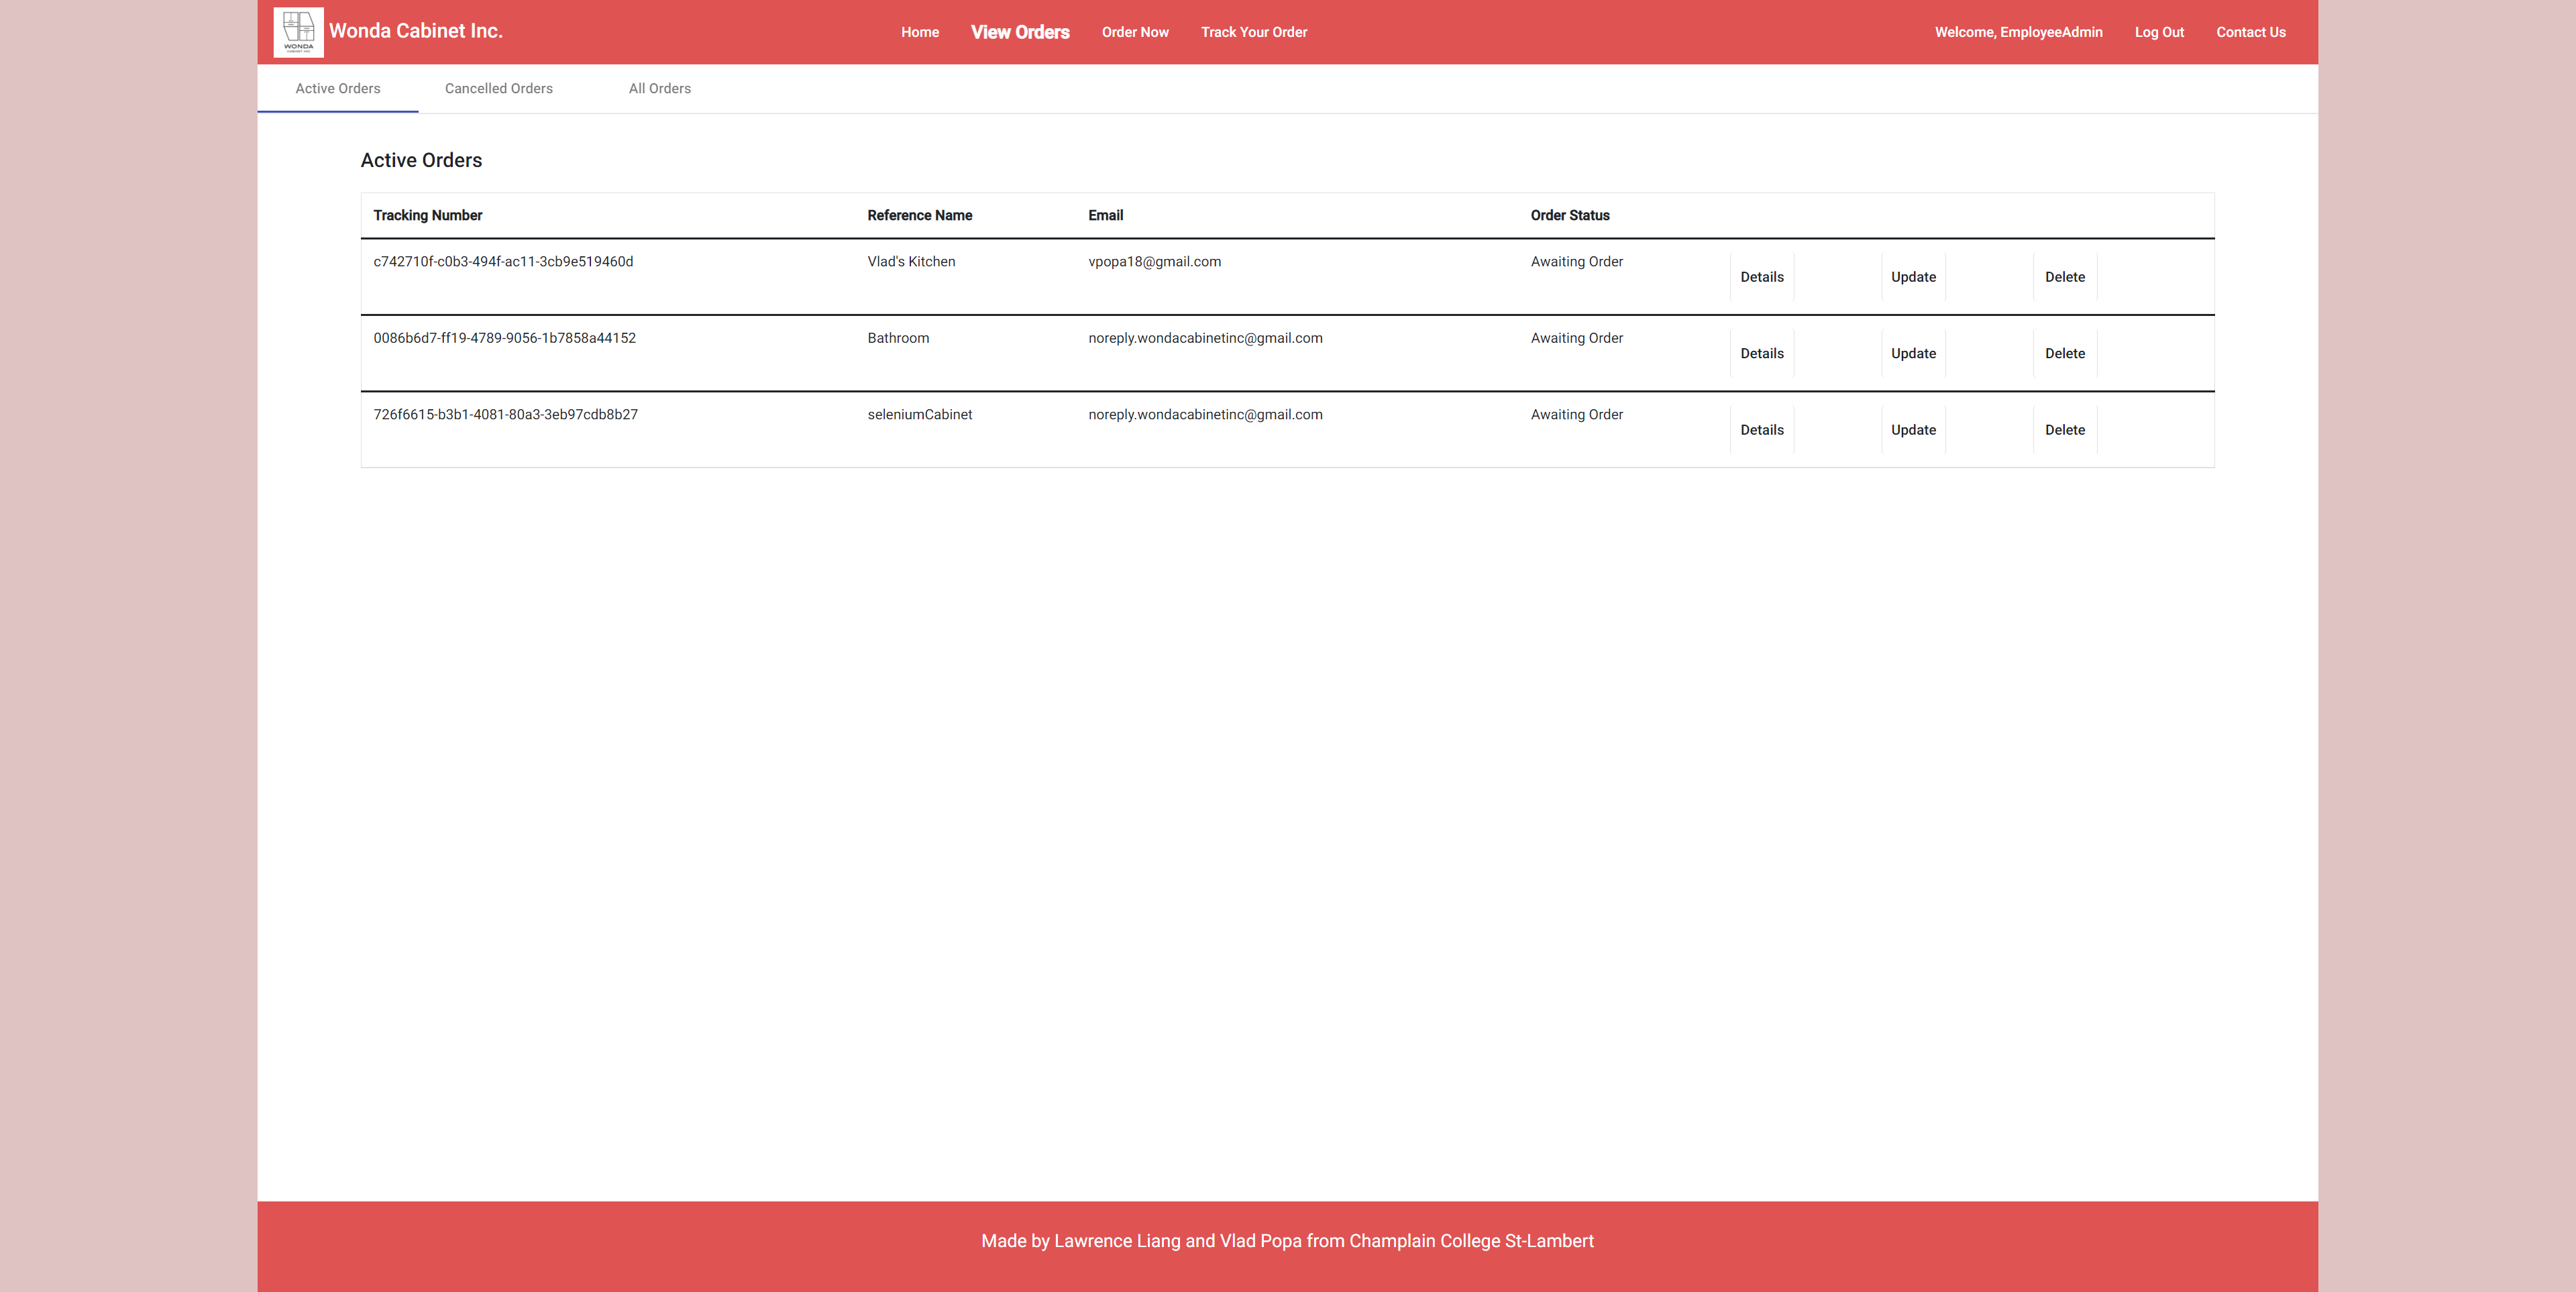 WONDA
CABINET INC.
Wonda Cabinet Inc.
Home View Orders Order Now Track Your Order
Welcome, EmployeeAdmin Log Out Contact Us
Active Orders Cancelled Orders All Orders
Active Orders
Tracking Number Reference Name Email Order Status
c742710f-c0b3-494f-ac11-3cb9e519460d Vlad's Kitchen vpopa18@gmail.com Awaiting Order Details Update Delete
0086b6d7-ff19-4789-9056-1b7858a44152 Bathroom noreply.wondacabinetinc@gmail.com Awaiting Order Details Update Delete
726f6615-b3b1-4081-80a3-3eb97cdb8b27 seleniumCabinet noreply.wondacabinetinc@gmail.com Awaiting Order Details Update Delete
Made by Lawrence Liang and Vlad Popa from Champlain College St-Lambert